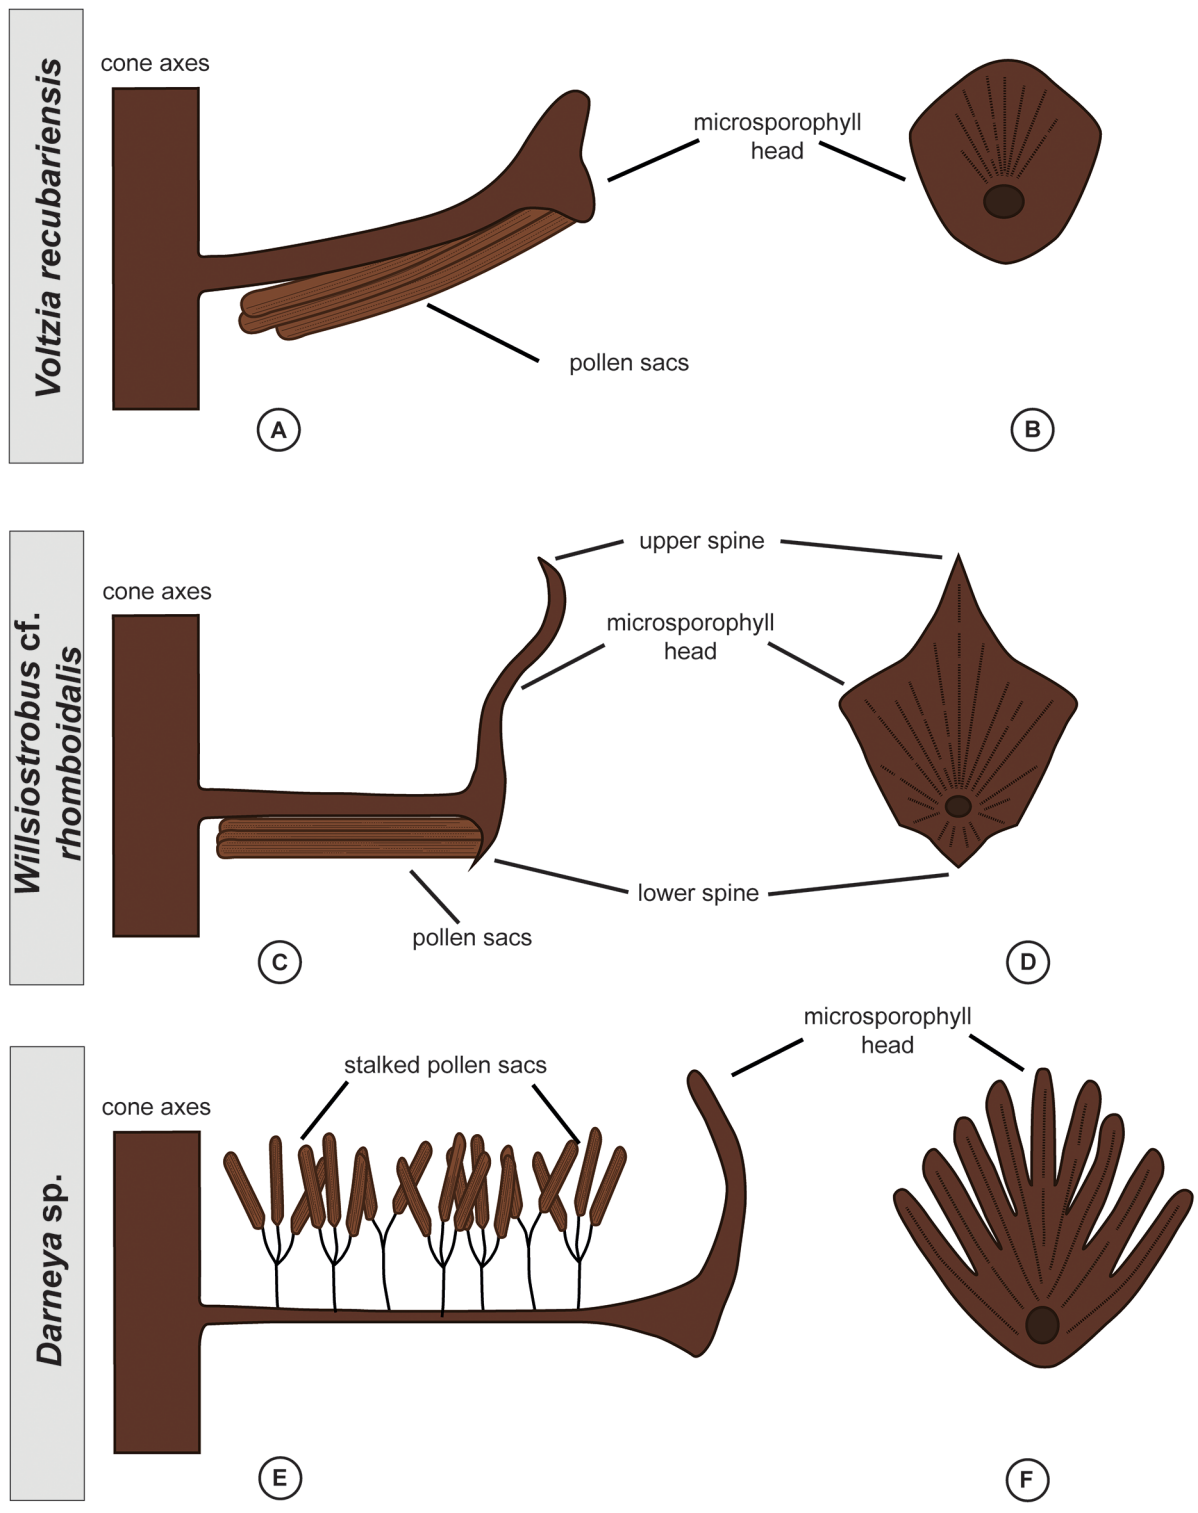 Voltzia recubariensis
cone axes
microsporophyll
head
pollen sacs
A
B
Willsiostrobus cf.
rhomboidalis
cone axes
upper spine
microsporophyll
head
lower spine
pollen sacs
C
D
Darneya sp.
cone axes
stalked pollen sacs
microsporophyll
head
E
F